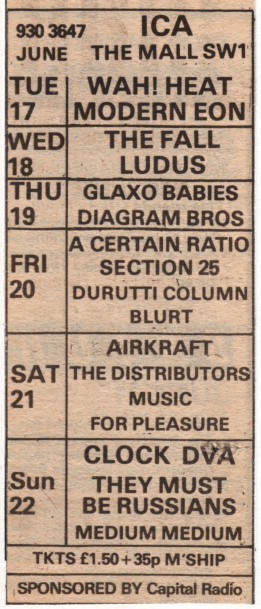 930 3647 ICA
JUNE THE MALL SW1
TUE WAH! HEAT
17 MODERN EON
WED THE FALL
18 LUDUS
THU GLAXO BABIES
19 DIAGRAM BROS
A CERTAIN RATIO
FRI SECTION 25
20 DURUTTI COLUMN
BLURT
AIRKRAFT
SAT THE DISTRIBUTORS
21 MUSIC
FOR PLEASURE
CLOCK DVA
Sun THEY MUST
22 BE RUSSIANS
MEDIUM MEDIUM
TKTS £1.50 + 35p M'SHIP
SPONSORED BY Capital Radio